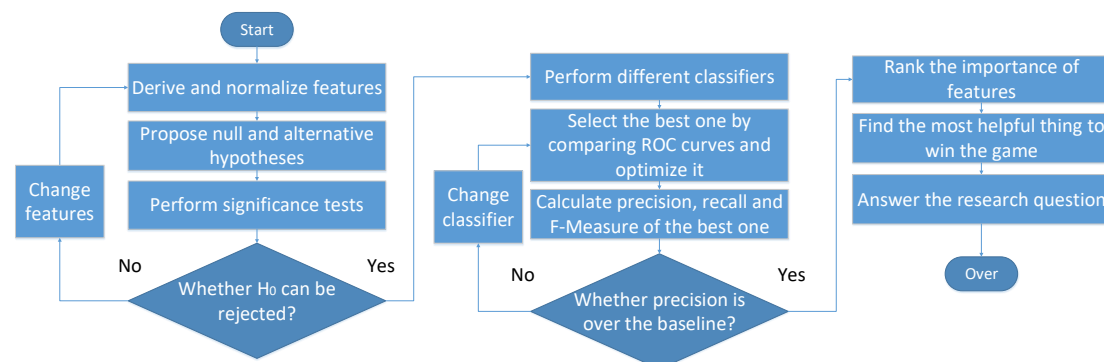 Start
Derive and normalize features
Propose null and alternative
hypotheses
Perform significance tests
Change
features
No
Yes
Whether H₀ can be
rejected?
Perform different classifiers
Select the best one by
comparing ROC curves and
optimize it
Change
classifier
Calculate precision, recall and
F-Measure of the best one
No
Yes
Whether precision is
over the baseline?
Rank the importance of
features
Find the most helpful thing to
win the game
Answer the research question
Over